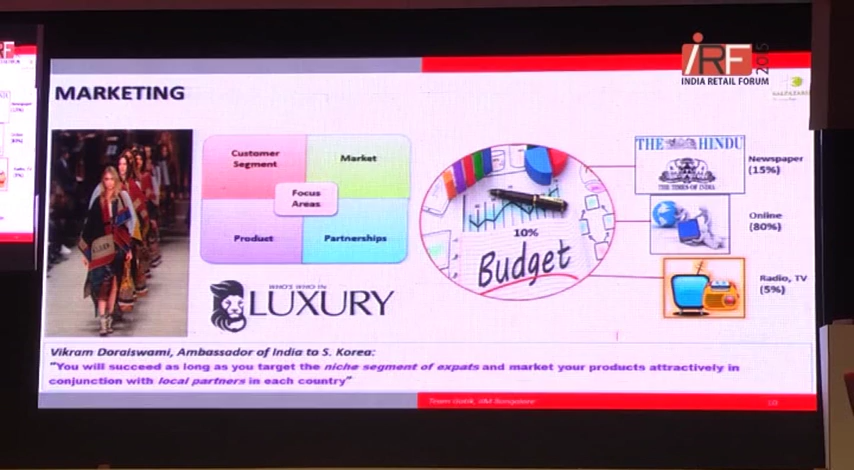 iRF
2015
INDIA RETAIL FORUM
MARKETING
Customer
Segment
Market
Focus
Areas
Product
Partnerships
WHO'S WHO IN
LUXURY
10%
Budget
THE HINDU
THE TIMES OF INDIA
Newspaper
(15%)
Online
(80%)
Radio, TV
(5%)
Vikram Doraiswami, Ambassador of India to S. Korea:
"You will succeed as long as you target the niche segment of expats and market your products attractively in
conjunction with local partners in each country"
IIM Bangalore
10